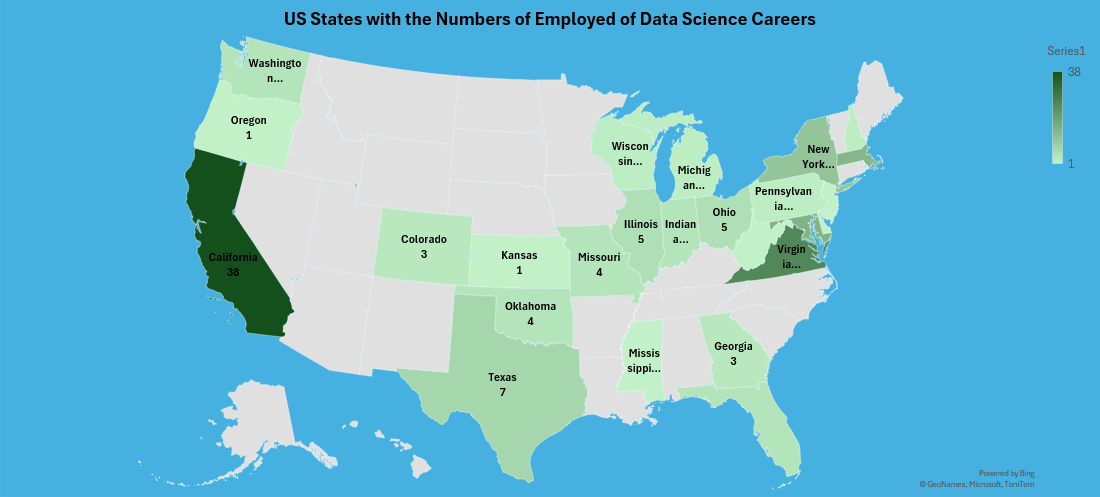 US States with the Numbers of Employed of Data Science Careers
Series1
38
1
Washingto
n...
Oregon
1
California
38
Colorado
3
Kansas
1
Oklahoma
4
Texas
7
Missouri
4
Wiscon
sin...
Illinois
5
Michig
an...
Indian
a...
Ohio
5
Missis
sippi...
Georgia
3
New
York...
Pennsylvan
ia...
Virgin
ia...
Powered by Bing
© GeoNames, Microsoft, TomTom